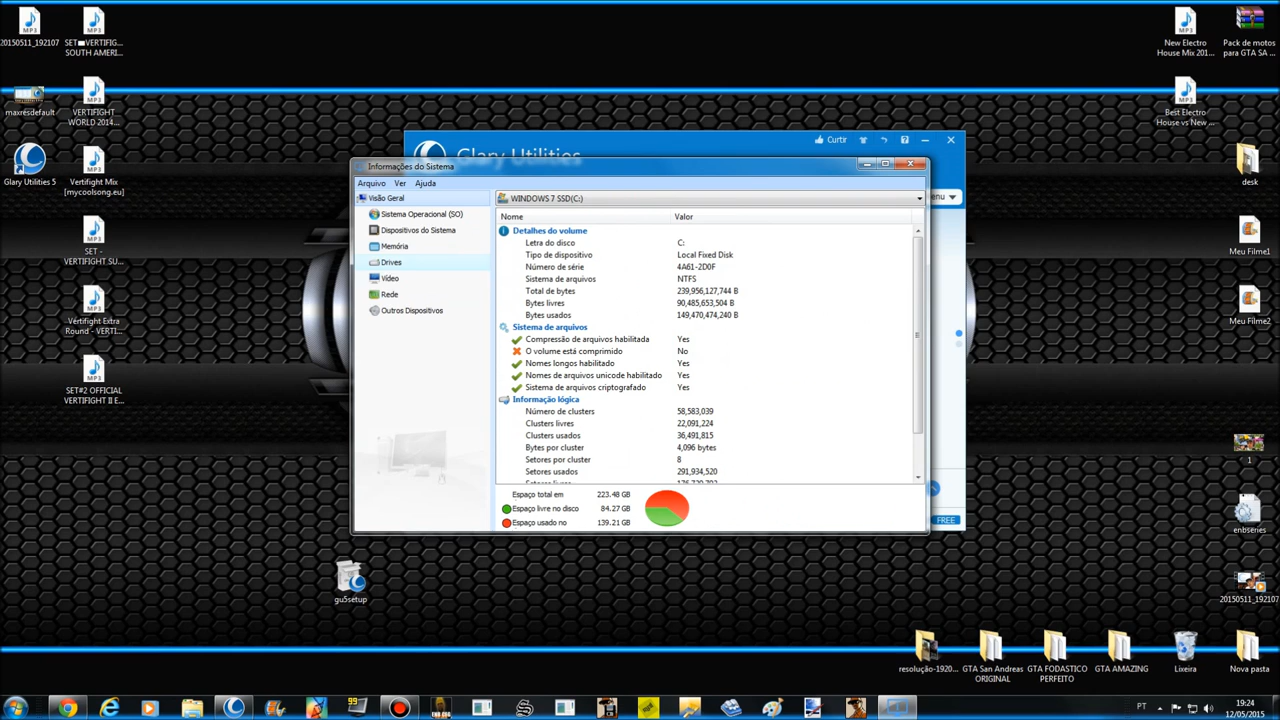 20150511_192107
SET■VERTIFIG...
SOUTH AMERI...
New Electro
House Mix 201...
Pack de motos
para GTA SA ...
maxresdefault
VERTIFIGHT
WORLD 2014...
Best Electro
House vs New ...
Curtir
Glary Utilities
Glary Utilities 5
Vertifight Mix
[mycoolsong.eu]
desk
Informações do Sistema
Arquivo Ver Ajuda
enu
Visão Geral
Sistema Operacional (SO)
Dispositivos do Sistema
Memória
Drives
Vídeo
Rede
Outros Dispositivos
WINDOWS 7 SSD(C:)
Nome Valor
Detalhes do volume
Letra do disco C:
Tipo de dispositivo Local Fixed Disk
Número de série 4A61-2D0F
Sistema de arquivos NTFS
Total de bytes 239,956,127,744 B
Bytes livres 90,485,653,504 B
Bytes usados 149,470,474,240 B
Sistema de arquivos
Compressão de arquivos habilitada Yes
O volume está comprimido No
Nomes longos habilitado Yes
Nomes de arquivos unicode habilitado Yes
Sistema de arquivos criptografado Yes
Informação lógica
Número de clusters 58,583,039
Clusters livres 22,091,224
Clusters usados 36,491,815
Bytes por cluster 4,096 bytes
Setores por cluster 8
Setores usados 291,934,520
Espaço total em 223.48 GB
Espaço livre no disco 84.27 GB
Espaço usado no 139.21 GB
FREE
SET -
VERTIFIGHT SU...
Meu Filme1
Vertifight Extra
Round - VERTI...
Meu Filme2
SET#2 OFFICIAL
VERTIFIGHT II E...
1
enbseries
gu5setup
20150511_192107
resolução-1920...
GTA San Andreas
ORIGINAL
GTA FODASTICO
PERFEITO
GTA AMAZING
Lixeira
Nova pasta
99
PT
19:24
12/05/2015